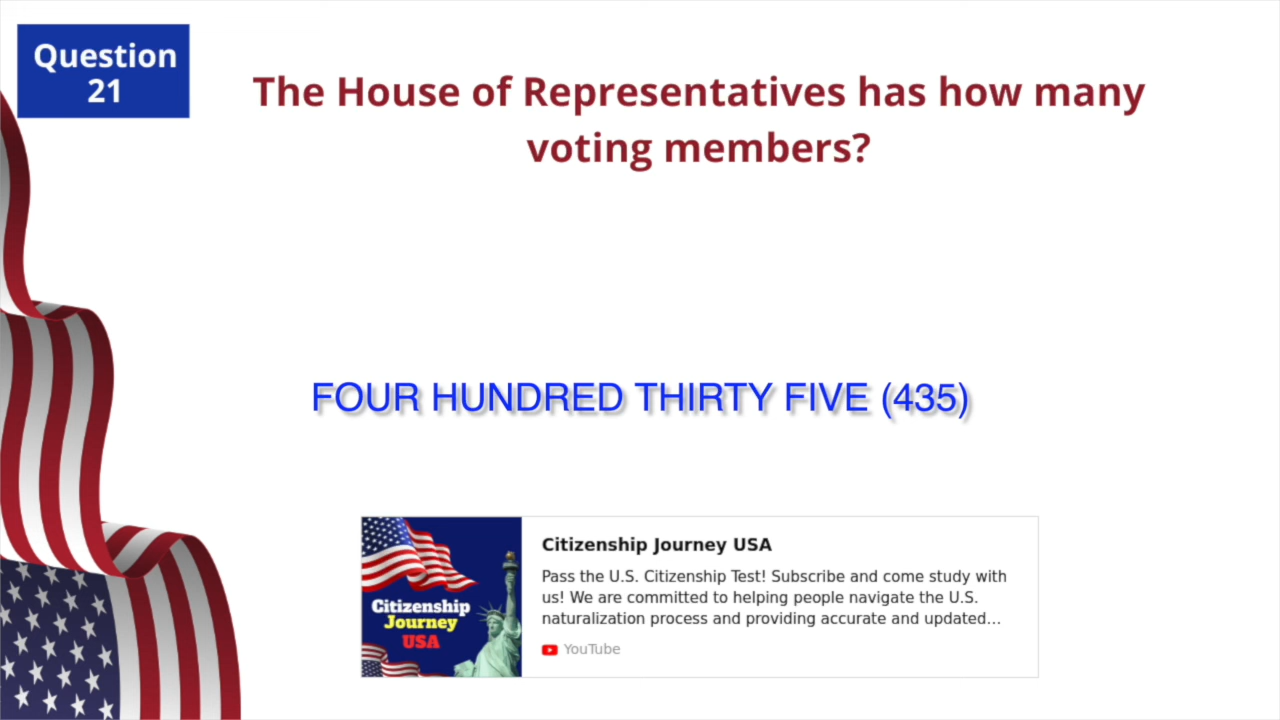 Question
21
The House of Representatives has how many
voting members?
FOUR HUNDRED THIRTY FIVE (435)
Citizenship
Journey
USA
Citizenship Journey USA
Pass the U.S. Citizenship Test! Subscribe and come study with
us! We are committed to helping people navigate the U.S.
naturalization process and providing accurate and updated...
YouTube